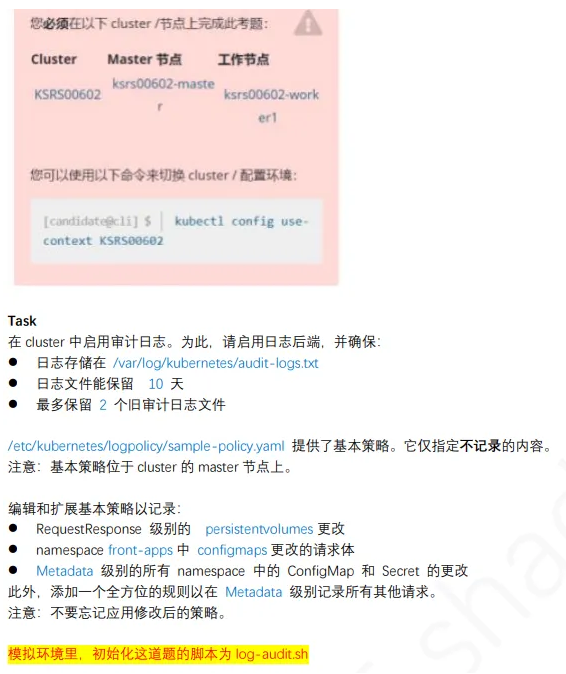 您必须在以下 cluster /节点上完成此考题：
Cluster Master 节点 工作节点
KSRS00602 ksrs00602-maste ksrs00602-work
r er1
您可以使用以下命令来切换 cluster / 配置环境：
[candidate@cli] $ | kubectl config use-
context KSRS00602
Task
在 cluster 中启用审计日志。为此，请启用日志后端，并确保：
● 日志存储在 /var/log/kubernetes/audit-logs.txt
● 日志文件能保留 10 天
● 最多保留 2 个旧审计日志文件
/etc/kubernetes/logpolicy/sample-policy.yaml 提供了基本策略。它仅指定不记录的内容。
注意：基本策略位于 cluster 的 master 节点上。
编辑和扩展基本策略以记录：
● RequestResponse 级别的 persistentvolumes 更改
● namespace front-apps 中 configmaps 更改的请求体
● Metadata 级别的所有 namespace 中的 ConfigMap 和 Secret 的更改
此外，添加一个全方位的规则以在 Metadata 级别记录所有其他请求。
注意：不要忘记应用修改后的策略。
模拟环境里，初始化这道题的脚本为 log-audit.sh